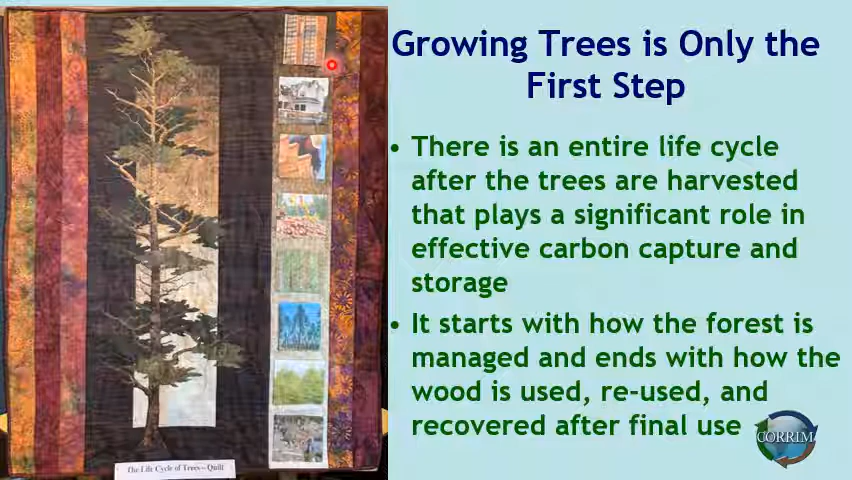 Growing Trees is Only the
First Step
• There is an entire life cycle
after the trees are harvested
that plays a significant role in
effective carbon capture and
storage
• It starts with how the forest is
managed and ends with how the
wood is used, re-used, and
recovered after final use
CORRIM
The Life Cycle of Trees – Quilt